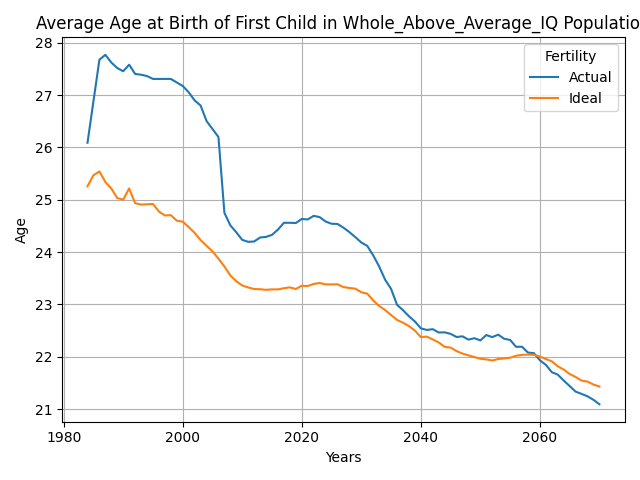 Average Age at Birth of First Child in Whole_Above_Average_IQ Populatio
28
27
26
25
24
23
22
21
Age
Fertility
Actual
Ideal
1980
2000
2020
2040
2060
Years